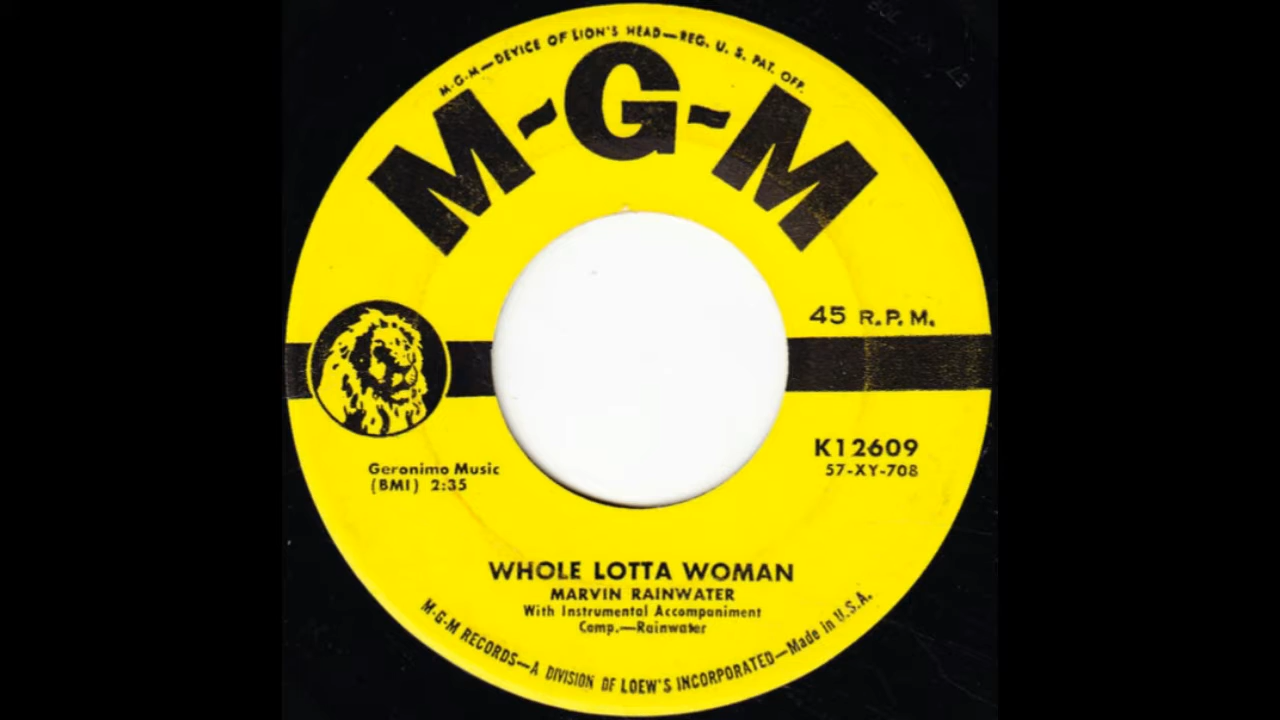 M-G-M—DEVICE OF LION'S HEAD—REG. U. S. PAT. OFF.
M-G-M
45 R.P.M.
K12609
57-XY-708
Geronimo Music
(BMI) 2:35
WHOLE LOTTA WOMAN
MARVIN RAINWATER
With Instrumental Accompaniment
Comp.—Rainwater
M-G-M RECORDS—A DIVISION OF LOEW'S INCORPORATED—Made in U.S.A.